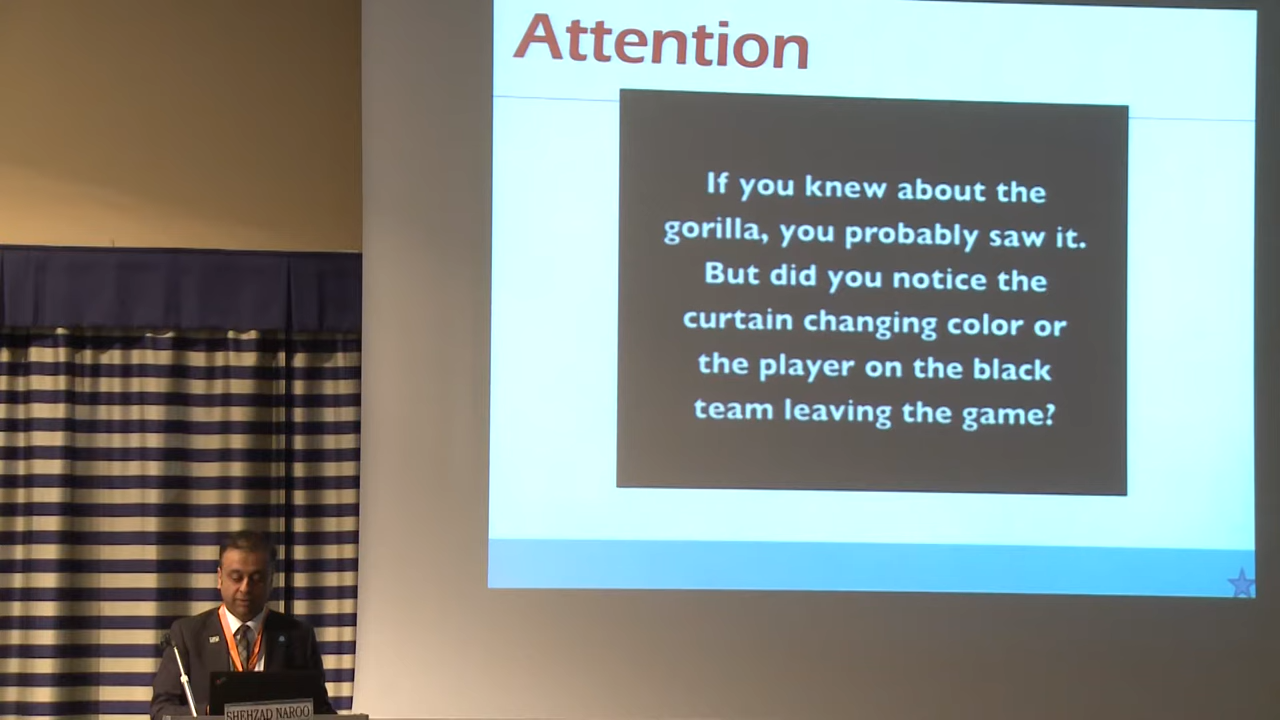 Attention
If you knew about the
gorilla, you probably saw it.
But did you notice the
curtain changing color or
the player on the black
team leaving the game?
SHEHZAD NAROO